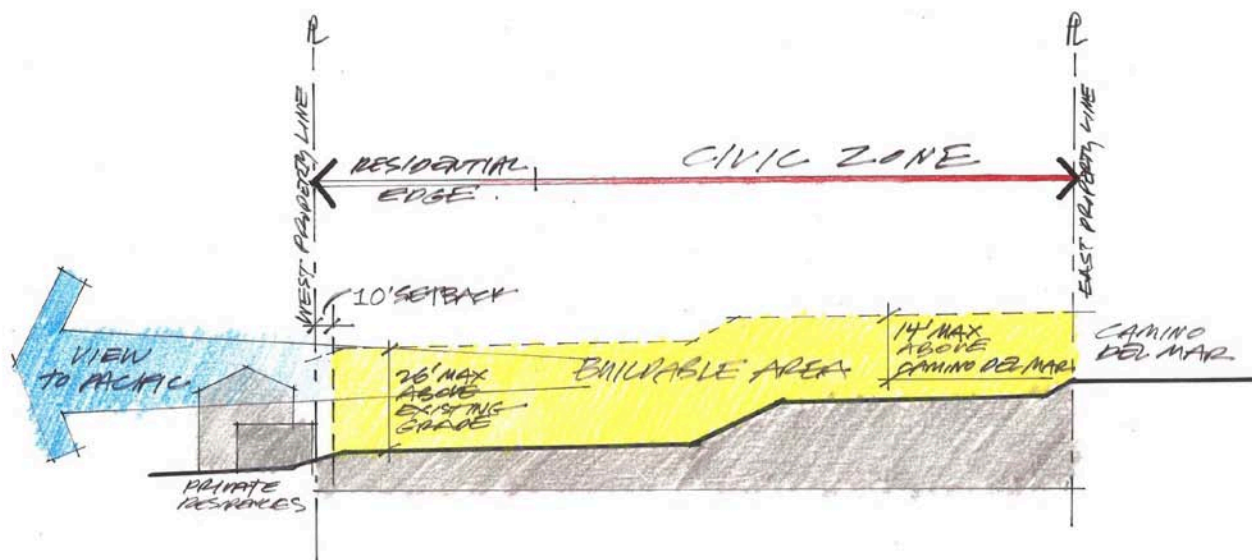 PL
PL
WEST PROPERTY LINE
EAST PROPERTY LINE
RESIDENTIAL
EDGE.
CIVIC ZONE
10' SETBACK
VIEW
TO PACIFIC
26' MAX
ABOVE
EXISTING
GRADE
BUILDABLE AREA
14' MAX
ABOVE
CAMINO DEL MAR
CAMINO
DEL MAR
PRIVATE
RESIDENCES